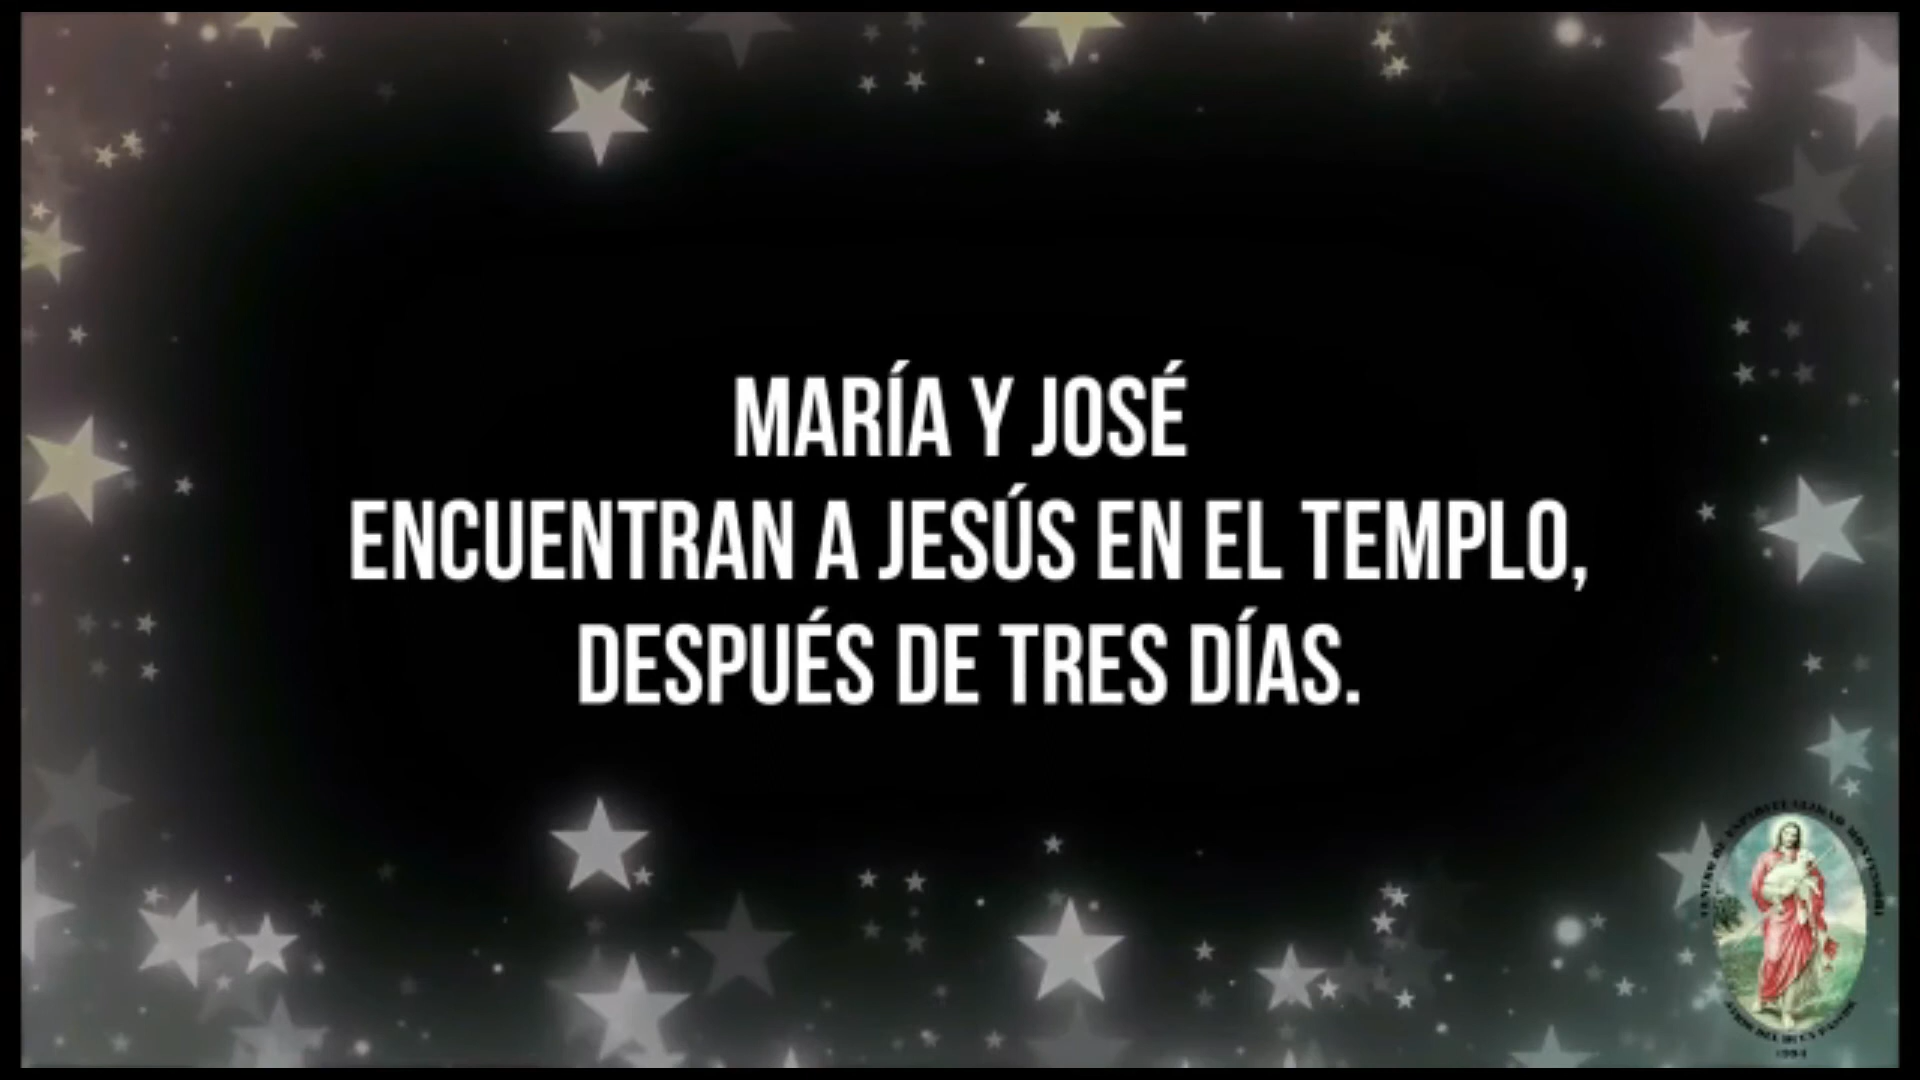 MARÍA Y JOSÉ
ENCUENTRAN A JESÚS EN EL TEMPLO,
DESPUÉS DE TRES DÍAS.